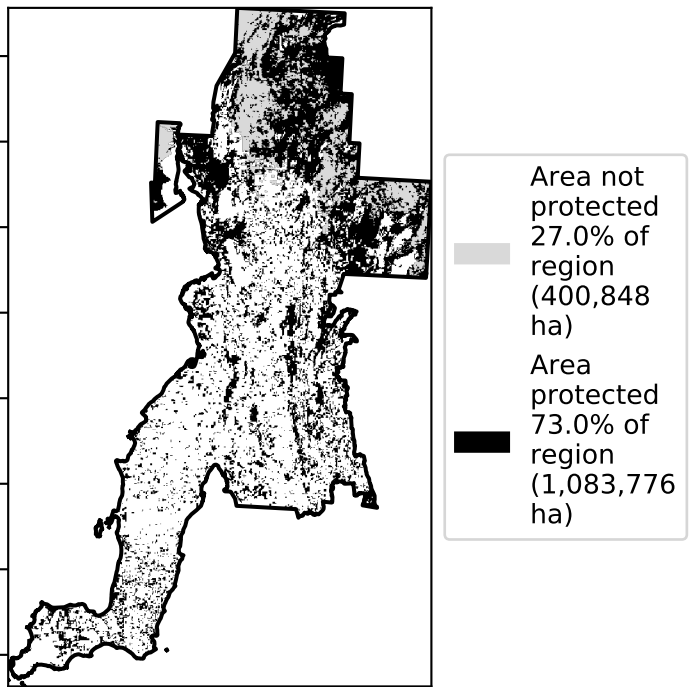 Area not
protected
27.0% of
region
(400,848
ha)
Area
protected
73.0% of
region
(1,083,776
ha)